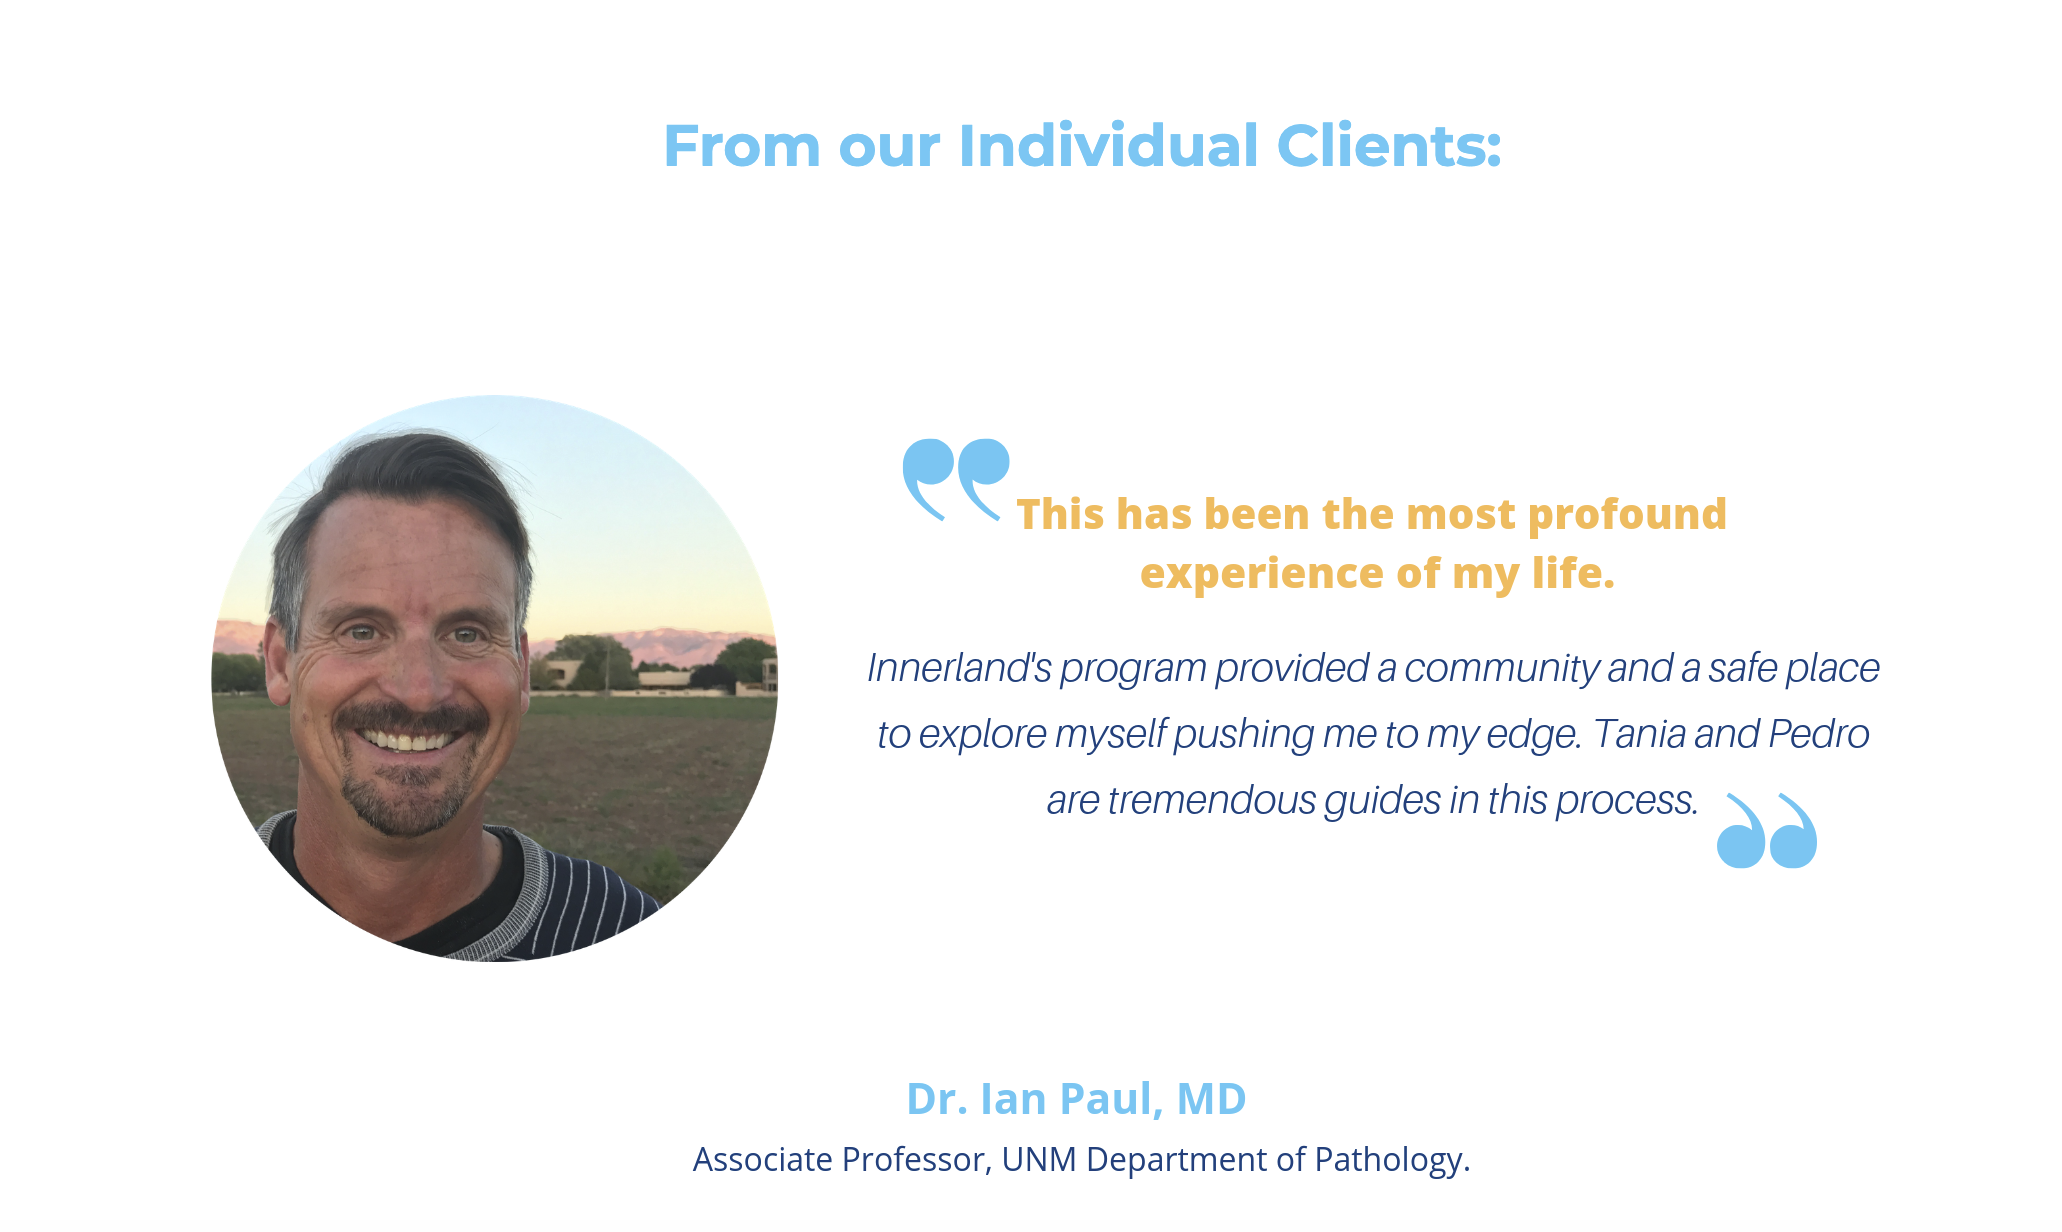 From our Individual Clients:
This has been the most profound
experience of my life.
Innerland's program provided a community and a safe place
to explore myself pushing me to my edge. Tania and Pedro
are tremendous guides in this process.
Dr. Ian Paul, MD
Associate Professor, UNM Department of Pathology.